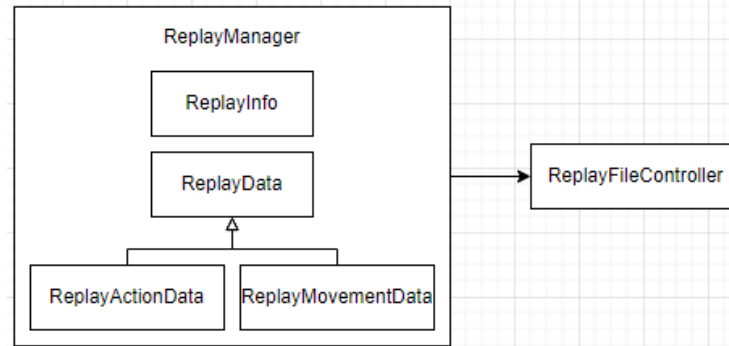 ReplayManager
ReplayInfo
ReplayData
ReplayFileController
ReplayActionData
ReplayMovementData